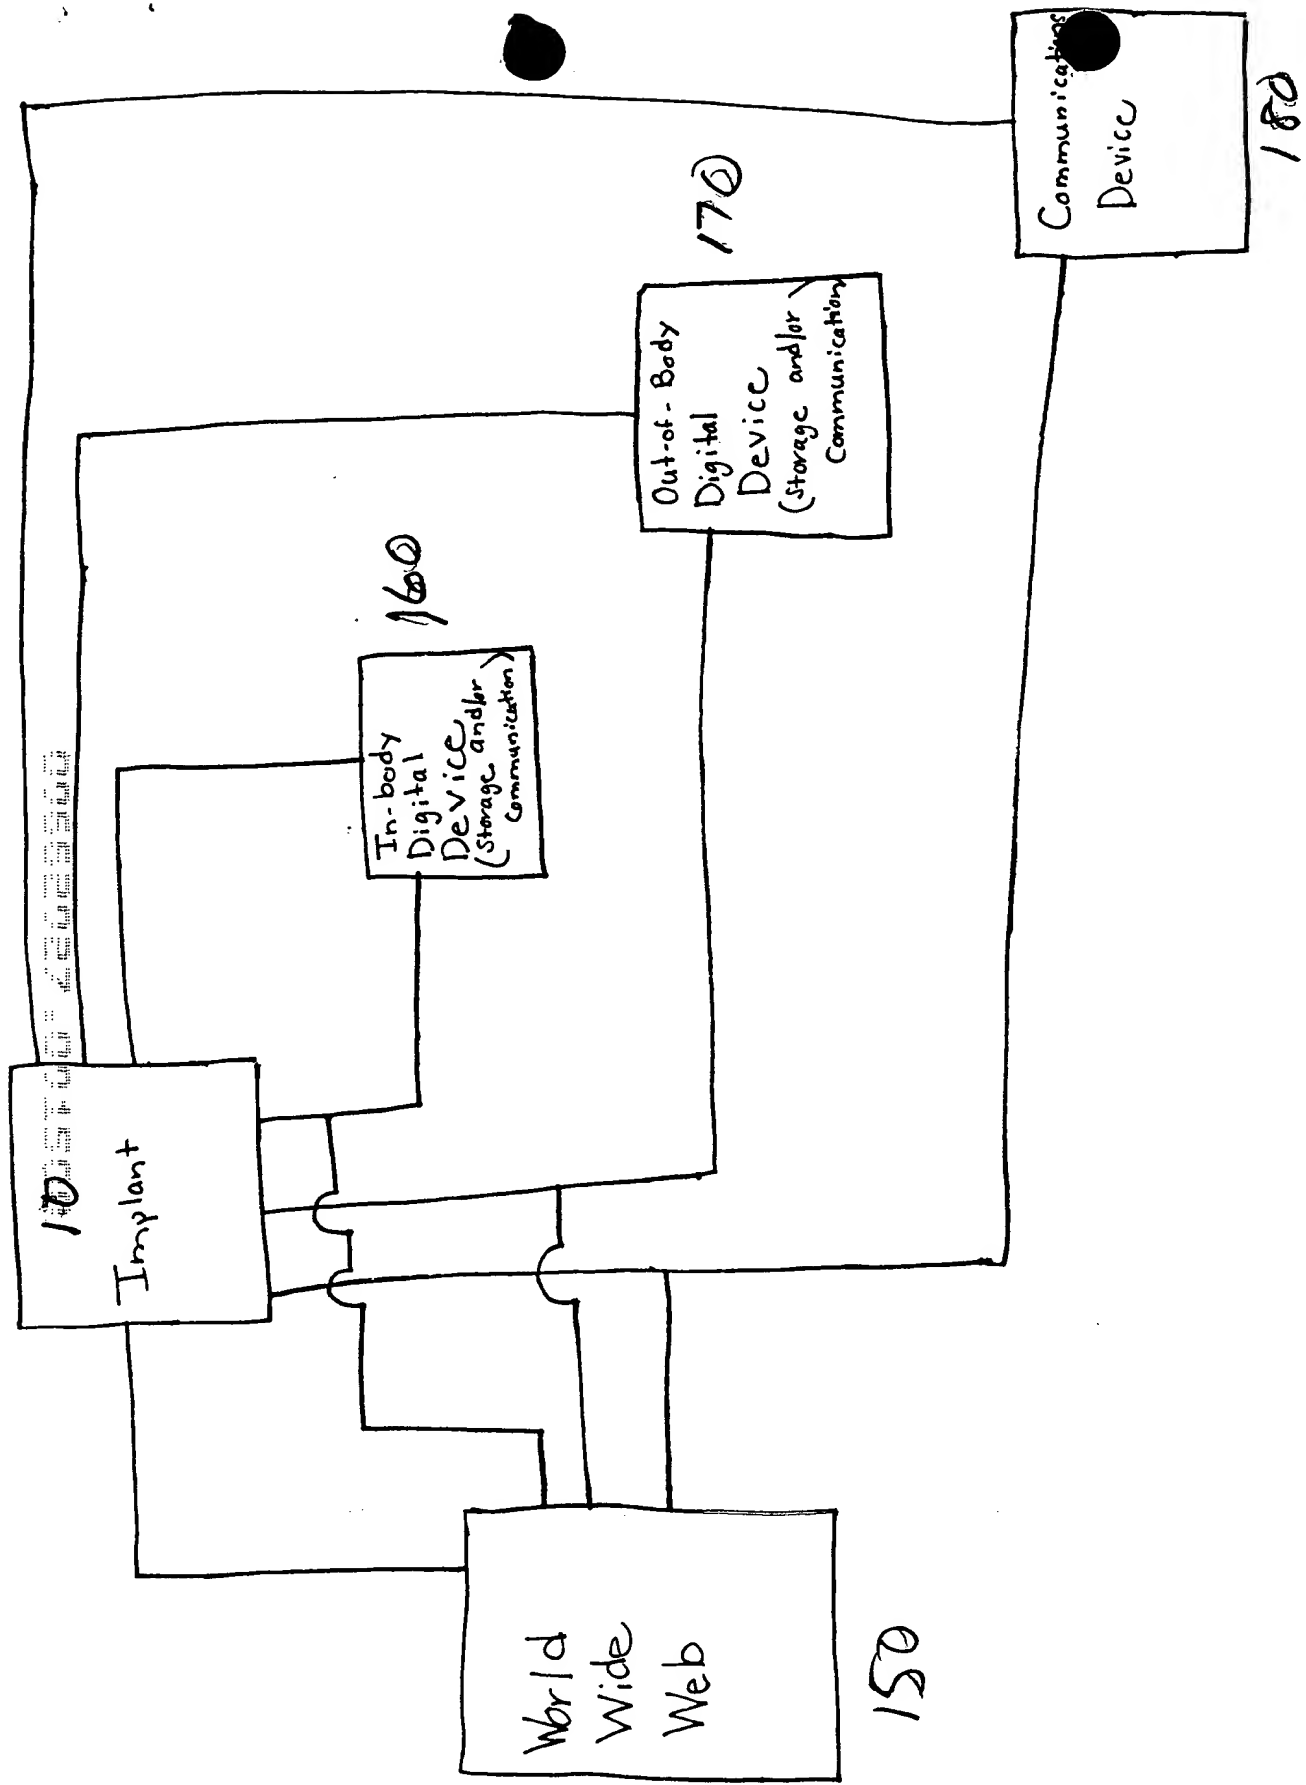 10
Implant
World
Wide
Web
150
In-body
Digital
Device
(Storage and/or
Communication)
160
Out-of-Body
Digital
Device
(Storage and/or
Communication)
170
Communications
Device
180